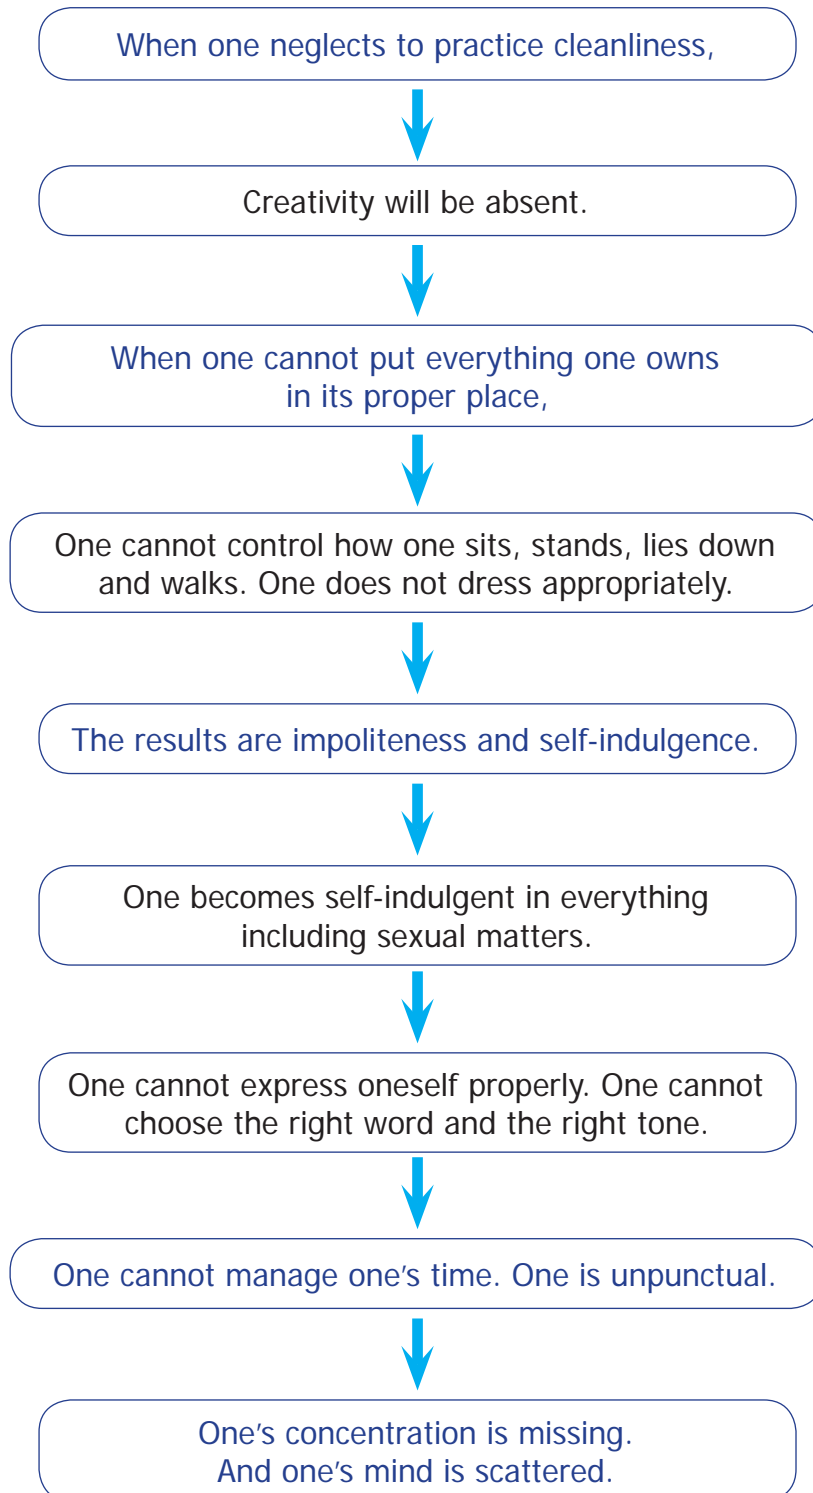 When one neglects to practice cleanliness,
Creativity will be absent.
When one cannot put everything one owns
in its proper place,
One cannot control how one sits, stands, lies down
and walks. One does not dress appropriately.
The results are impoliteness and self-indulgence.
One becomes self-indulgent in everything
including sexual matters.
One cannot express oneself properly. One cannot
choose the right word and the right tone.
One cannot manage one’s time. One is unpunctual.
One’s concentration is missing.
And one’s mind is scattered.